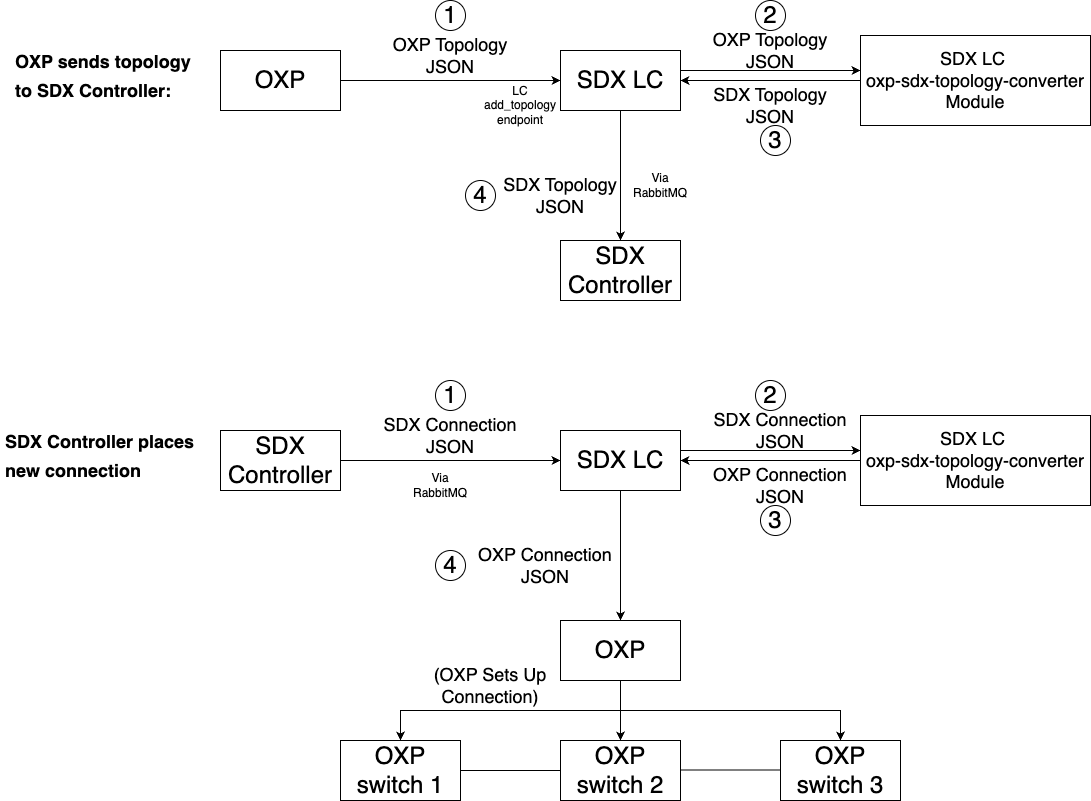 1
2
OXP sends topology
to SDX Controller:
OXP
OXP Topology
JSON
LC
add_topology
endpoint
SDX LC
OXP Topology
JSON
SDX Topology
JSON
3
SDX LC
oxp-sdx-topology-converter
Module
4
SDX Topology
JSON
Via
RabbitMQ
SDX
Controller
1
2
SDX Controller places
new connection
SDX
Controller
SDX Connection
JSON
Via
RabbitMQ
SDX LC
SDX Connection
JSON
OXP Connection
JSON
3
SDX LC
oxp-sdx-topology-converter
Module
4
OXP Connection
JSON
OXP
(OXP Sets Up
Connection)
OXP
switch 1
OXP
switch 2
OXP
switch 3